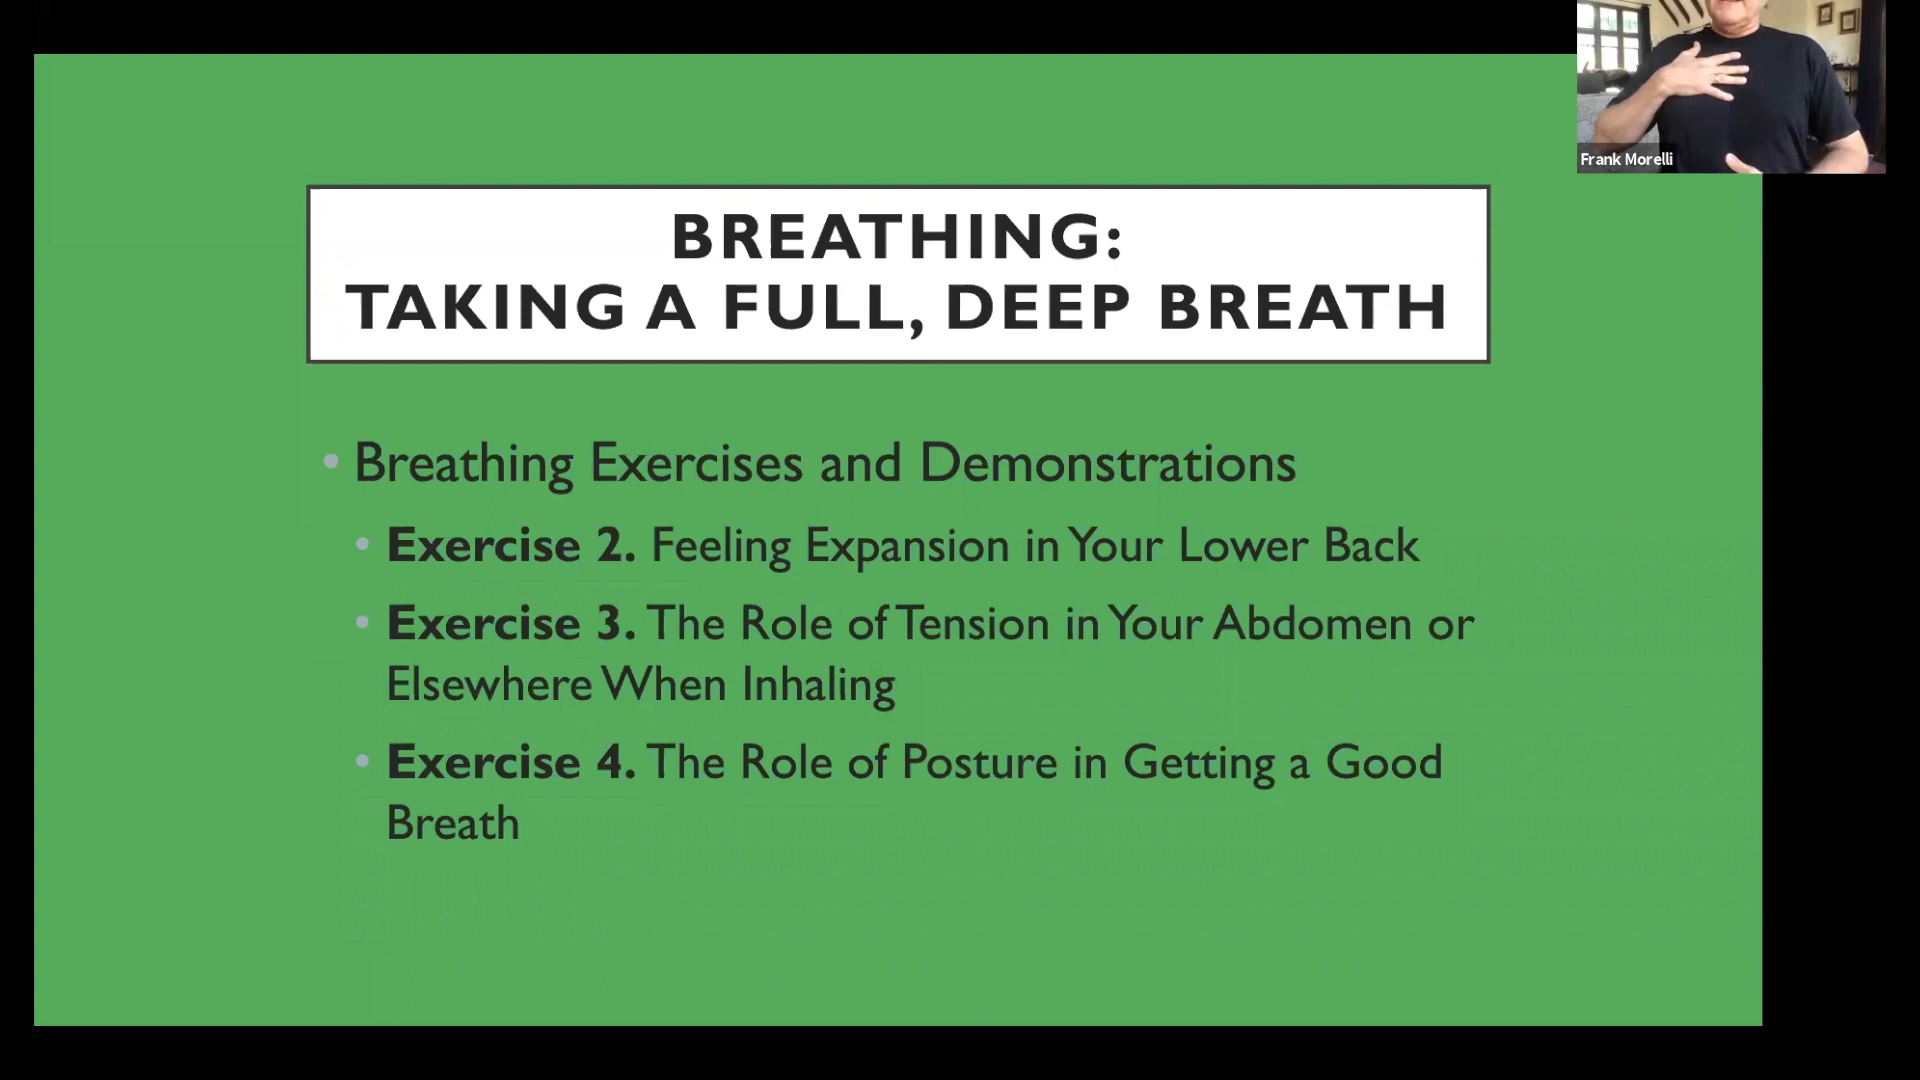 Frank Morelli
BREATHING:
TAKING A FULL, DEEP BREATH
• Breathing Exercises and Demonstrations
• Exercise 2. Feeling Expansion in Your Lower Back
• Exercise 3. The Role of Tension in Your Abdomen or
Elsewhere When Inhaling
• Exercise 4. The Role of Posture in Getting a Good
Breath